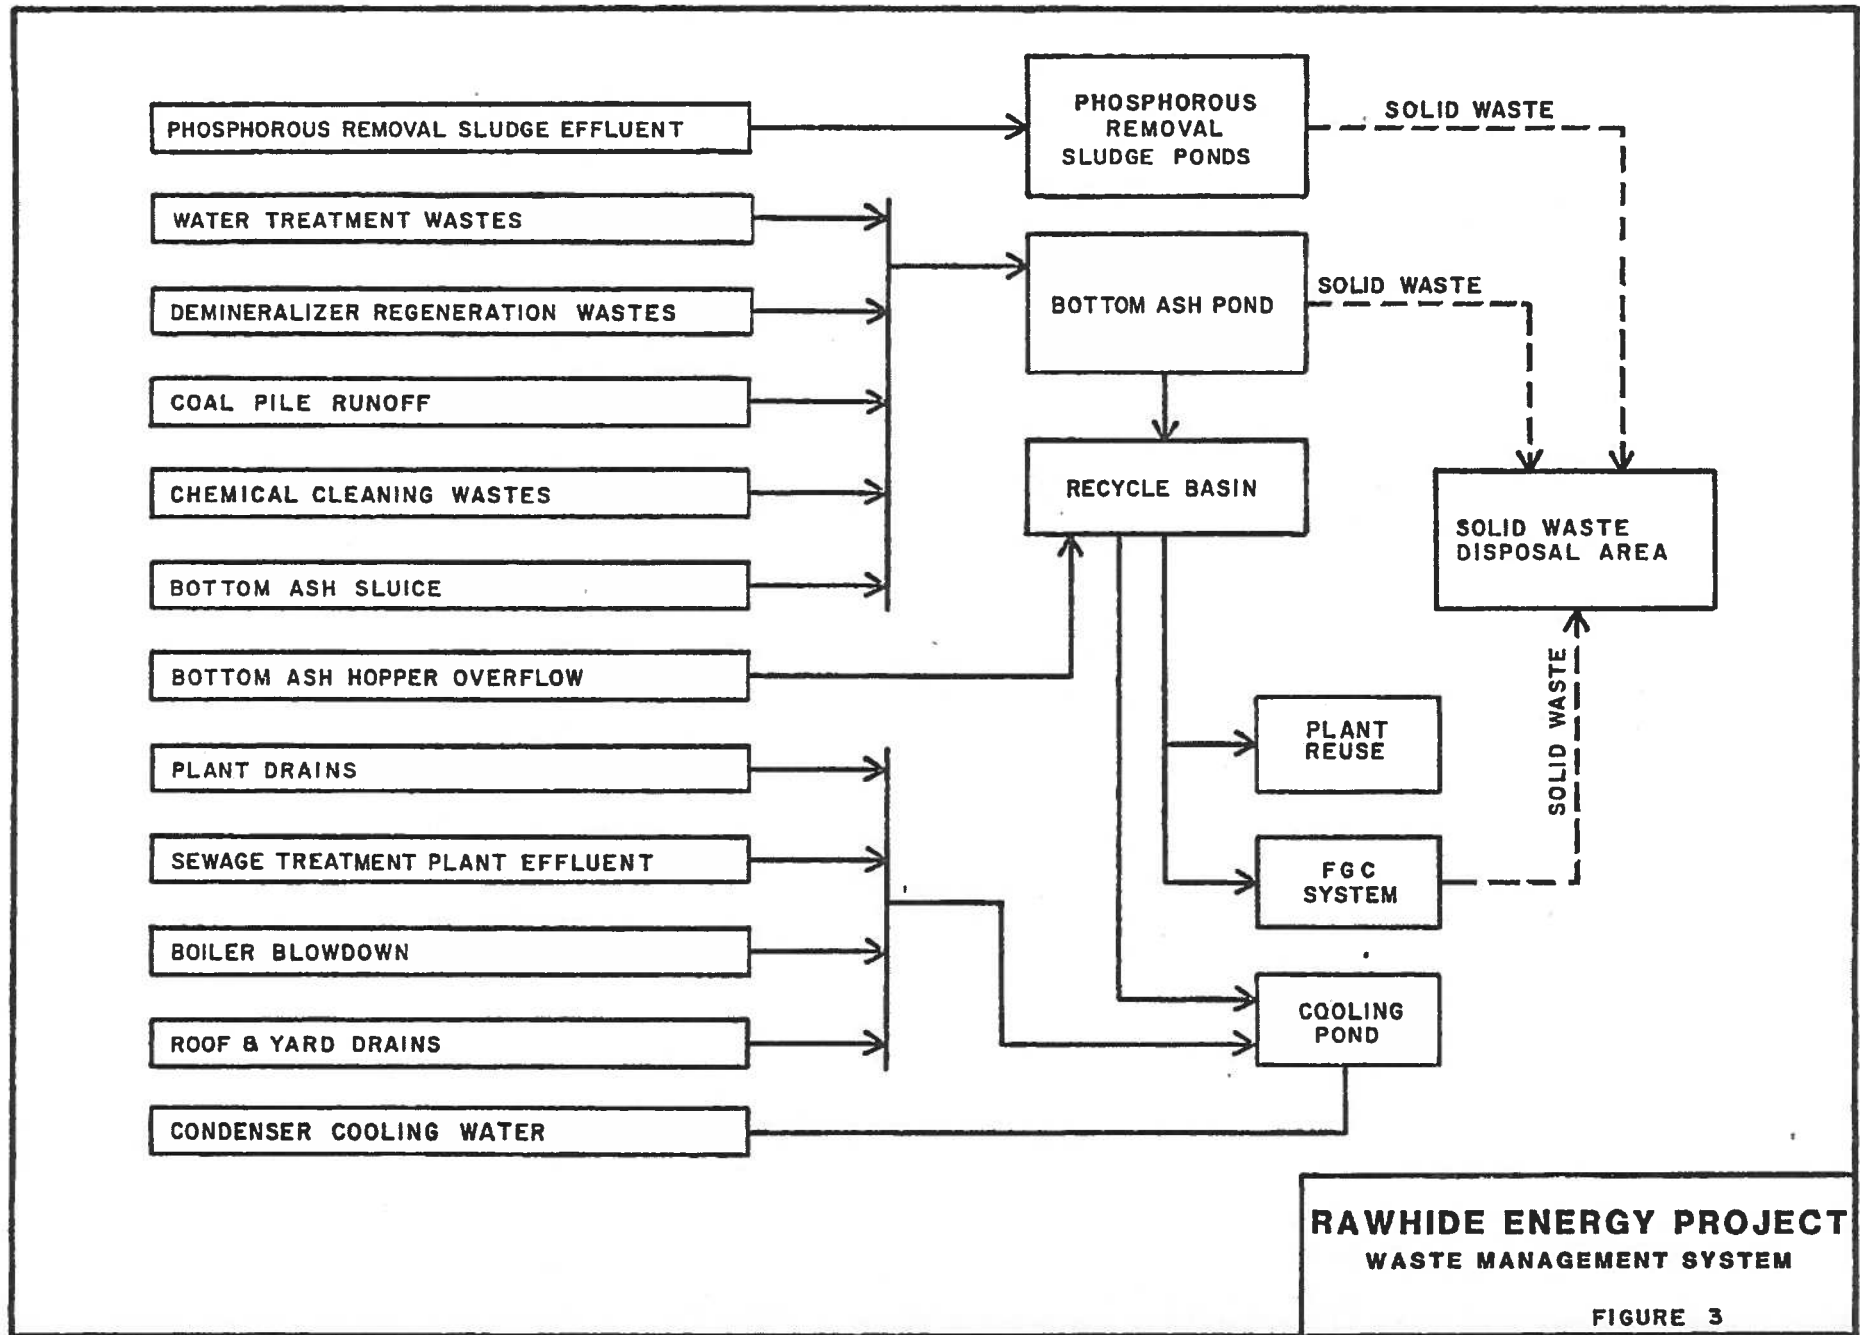 PHOSPHOROUS REMOVAL SLUDGE EFFLUENT
PHOSPHOROUS
REMOVAL
SLUDGE PONDS
SOLID WASTE
WATER TREATMENT WASTES
DEMINERALIZER REGENERATION WASTES
BOTTOM ASH POND
SOLID WASTE
COAL PILE RUNOFF
CHEMICAL CLEANING WASTES
RECYCLE BASIN
SOLID WASTE
DISPOSAL AREA
BOTTOM ASH SLUICE
BOTTOM ASH HOPPER OVERFLOW
SOLID WASTE
PLANT
REUSE
PLANT DRAINS
SEWAGE TREATMENT PLANT EFFLUENT
FGC
SYSTEM
BOILER BLOWDOWN
COOLING
POND
ROOF & YARD DRAINS
CONDENSER COOLING WATER
RAWHIDE ENERGY PROJECT
WASTE MANAGEMENT SYSTEM
FIGURE 3